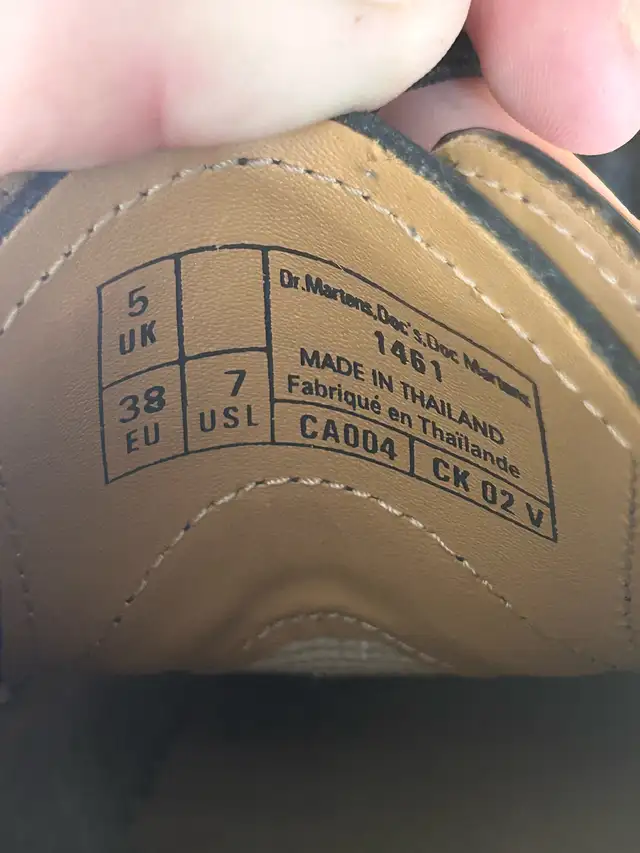 5
UK
38
EU
7
USL
Dr.Martens,Doc's,Doc Martens
1461
MADE IN THAILAND
Fabriqué en Thaïlande
CA004
CK 02 V